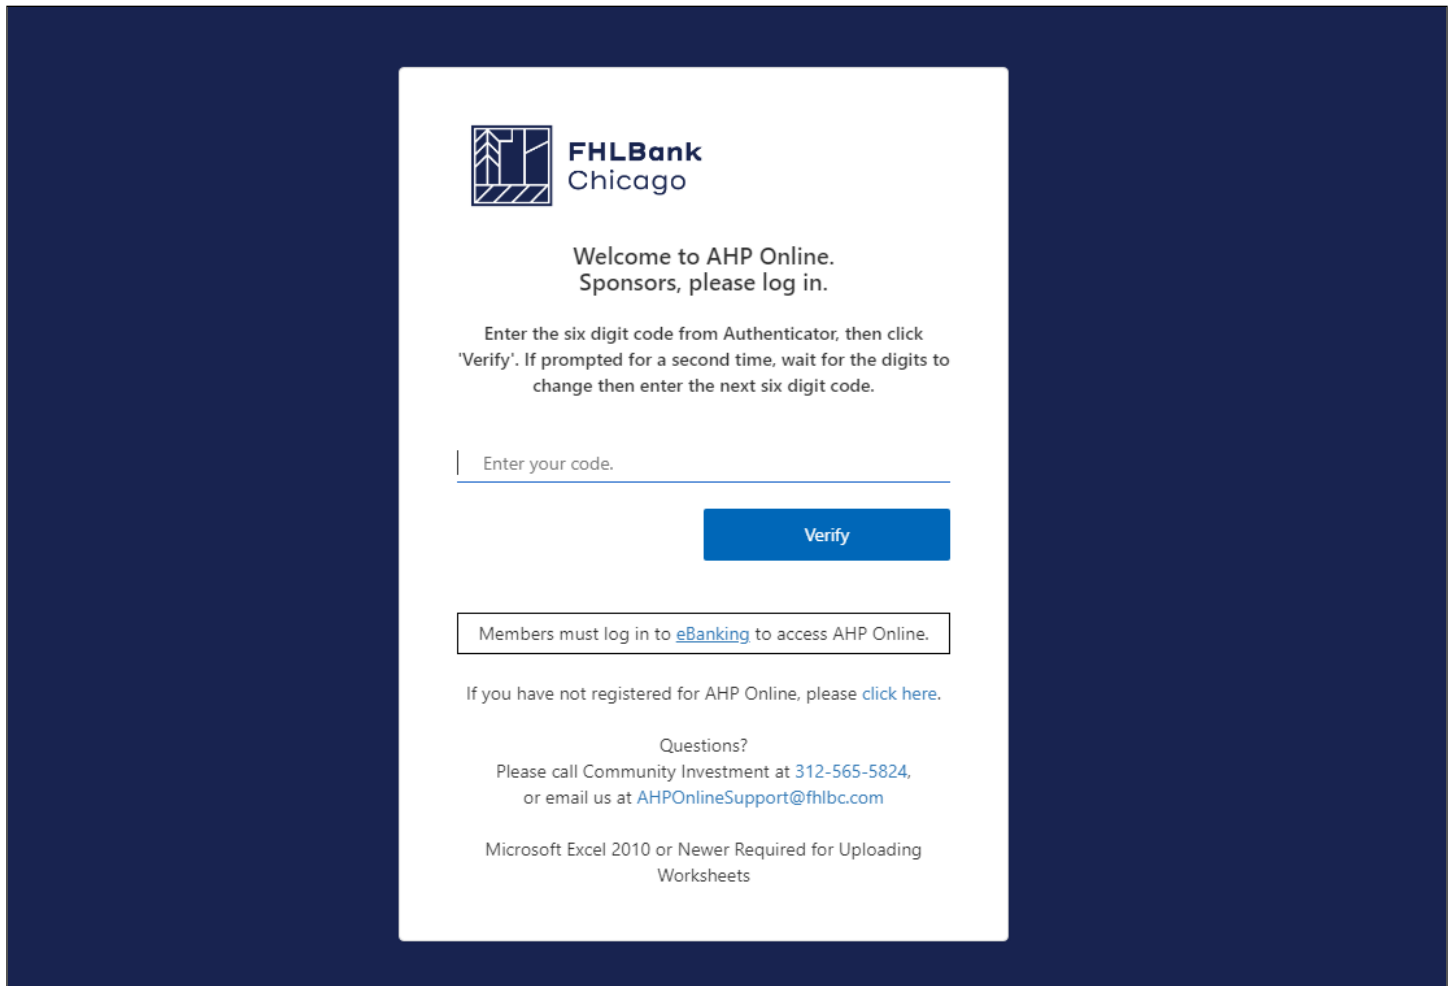 FHLBank
Chicago
Welcome to AHP Online.
Sponsors, please log in.
Enter the six digit code from Authenticator, then click
'Verify'. If prompted for a second time, wait for the digits to
change then enter the next six digit code.
Enter your code.
Verify
Members must log in to eBanking to access AHP Online.
If you have not registered for AHP Online, please click here.
Questions?
Please call Community Investment at 312-565-5824,
or email us at AHPOnlineSupport@fhlbc.com
Microsoft Excel 2010 or Newer Required for Uploading
Worksheets